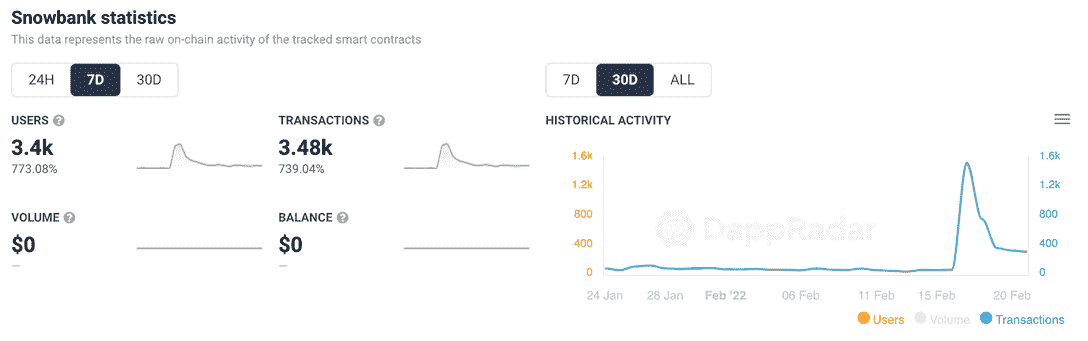 Snowbank statistics
This data represents the raw on-chain activity of the tracked smart contracts
24H 7D 30D
7D 30D ALL
USERS ?
3.4k
773.08%
TRANSACTIONS ?
3.48k
739.04%
VOLUME ?
$0
—
BALANCE ?
$0
—
HISTORICAL ACTIVITY
1.6k 1.6k
1.2k 1.2k
800 800
400 400
0 0
DappRadar
24 Jan 28 Jan Feb '22 06 Feb 11 Feb 15 Feb 20 Feb
Users Volume Transactions